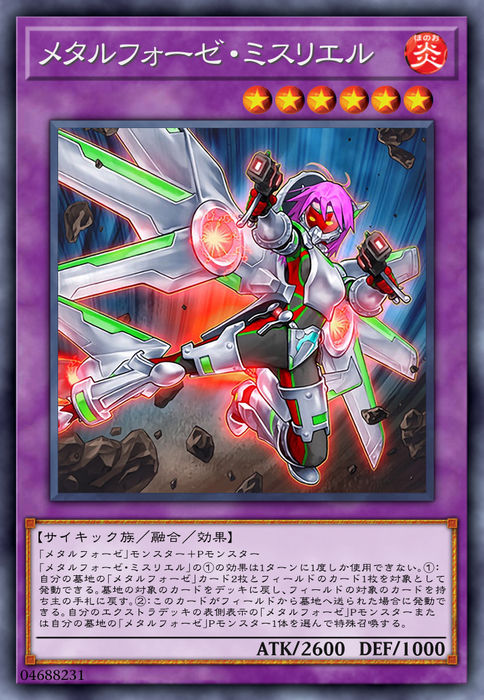 メタルフォーゼ・ミスリエル
ほのお
炎
【サイキック族/融合/効果】
「メタルフォーゼ」モンスター+Pモンスター
「メタルフォーゼ・ミスリエル」の①の効果は1ターンに1度しか使用できない。①:
自分の墓地の「メタルフォーゼ」カード2枚とフィールドのカード1枚を対象として
発動できる。墓地の対象のカードをデッキに戻し、フィールドの対象のカードを持
ち主の手札に戻す。②:このカードがフィールドから墓地へ送られた場合に発動で
きる。自分のエクストラデッキの表側表示の「メタルフォーゼ」Pモンスターまた
は自分の墓地の「メタルフォーゼ」Pモンスター1体を選んで特殊召喚する。
ATK/2600 DEF/1000
04688231